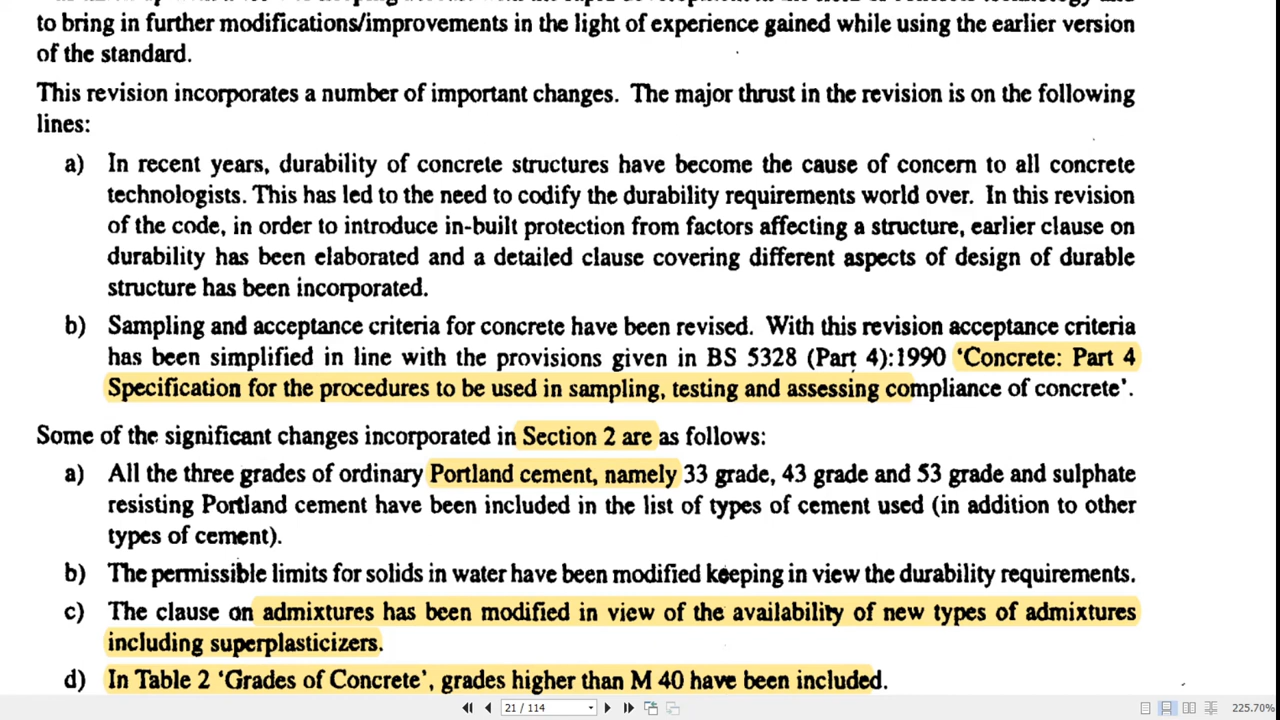 to bring in further modifications/improvements in the light of experience gained while using the earlier version
of the standard.
This revision incorporates a number of important changes. The major thrust in the revision is on the following
lines:
a) In recent years, durability of concrete structures have become the cause of concern to all concrete
technologists. This has led to the need to codify the durability requirements world over. In this revision
of the code, in order to introduce in-built protection from factors affecting a structure, earlier clause on
durability has been elaborated and a detailed clause covering different aspects of design of durable
structure has been incorporated.
b) Sampling and acceptance criteria for concrete have been revised. With this revision acceptance criteria
has been simplified in line with the provisions given in BS 5328 (Part 4):1990 ‘Concrete: Part 4
Specification for the procedures to be used in sampling, testing and assessing compliance of concrete’.
Some of the significant changes incorporated in Section 2 are as follows:
a) All the three grades of ordinary Portland cement, namely 33 grade, 43 grade and 53 grade and sulphate
resisting Portland cement have been included in the list of types of cement used (in addition to other
types of cement).
b) The permissible limits for solids in water have been modified keeping in view the durability requirements.
c) The clause on admixtures has been modified in view of the availability of new types of admixtures
including superplasticizers.
d) In Table 2 ‘Grades of Concrete’, grades higher than M 40 have been included.
21 / 114
225.70%